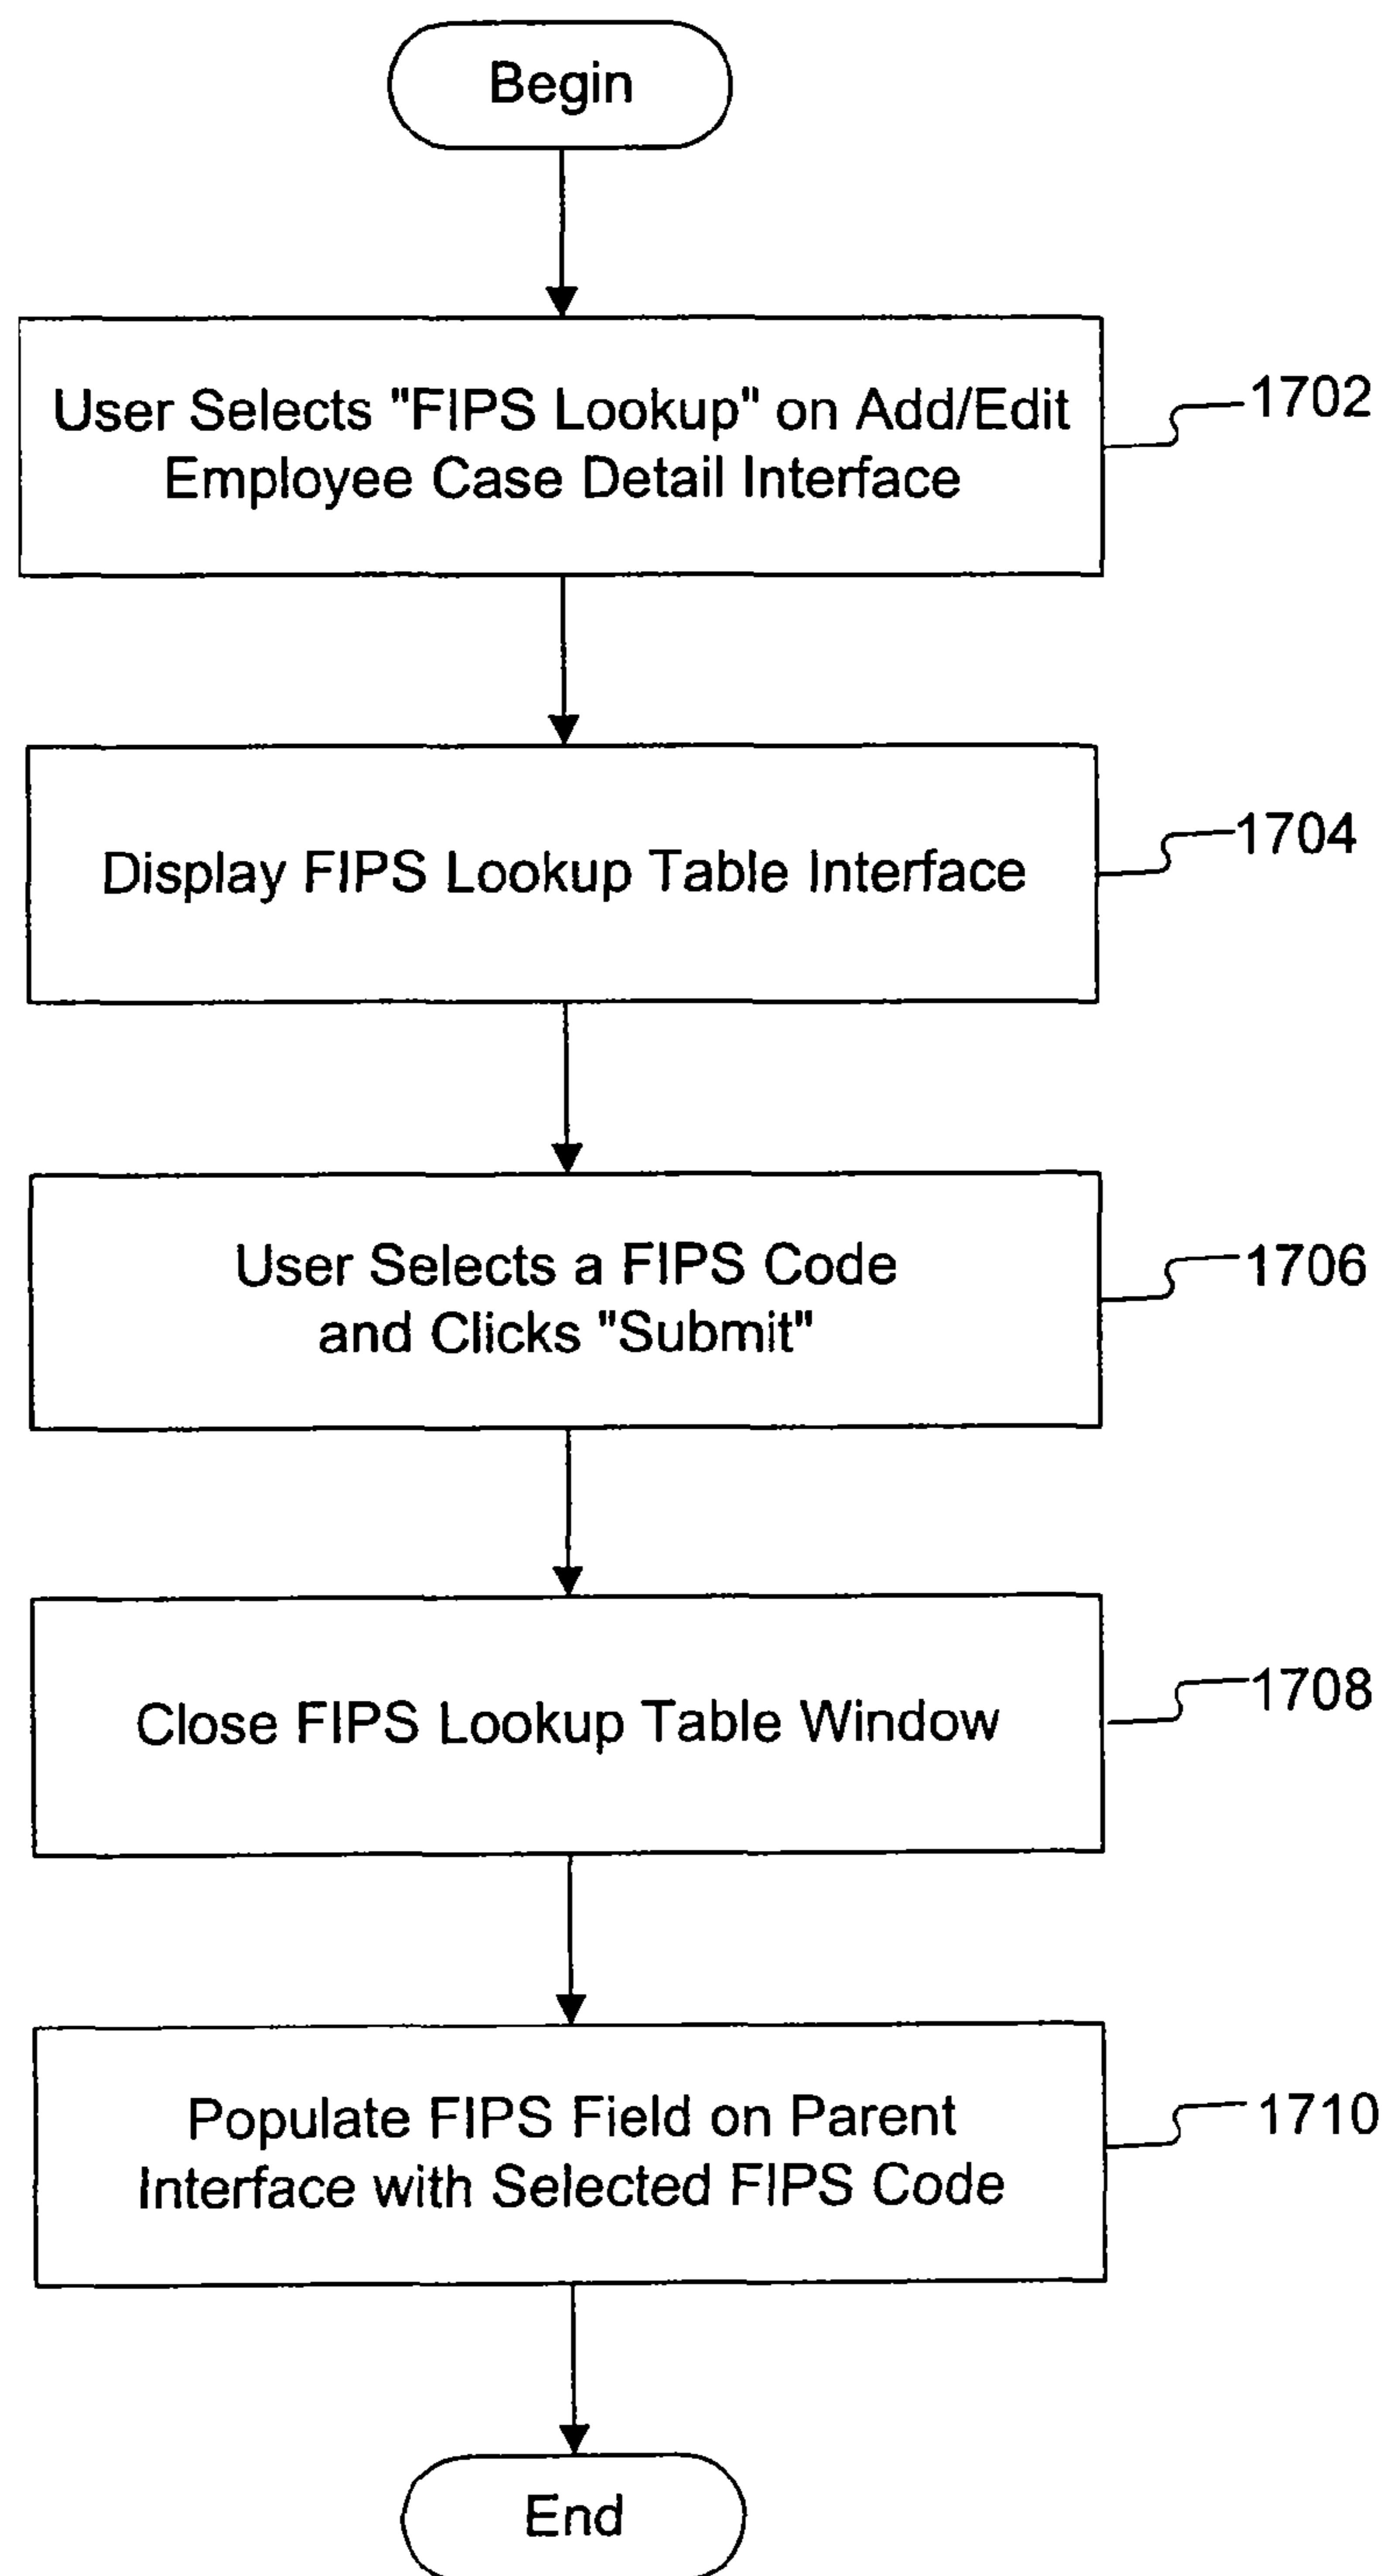 Begin
User Selects "FIPS Lookup" on Add/Edit
Employee Case Detail Interface
1702
Display FIPS Lookup Table Interface
1704
User Selects a FIPS Code
and Clicks "Submit"
1706
Close FIPS Lookup Table Window
1708
Populate FIPS Field on Parent
Interface with Selected FIPS Code
1710
End